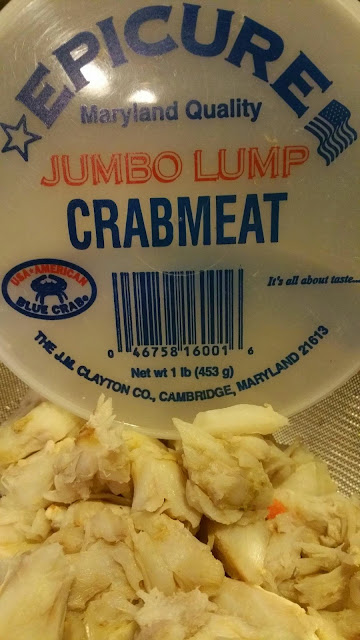 EPICURE
Maryland Quality
JUMBO LUMP
CRABMEAT
USA•AMERICAN
BLUE CRAB®
It's all about taste...
0 46758 16001 6
Net wt 1 lb (453 g)
THE J.M. CLAYTON CO., CAMBRIDGE, MARYLAND 21613